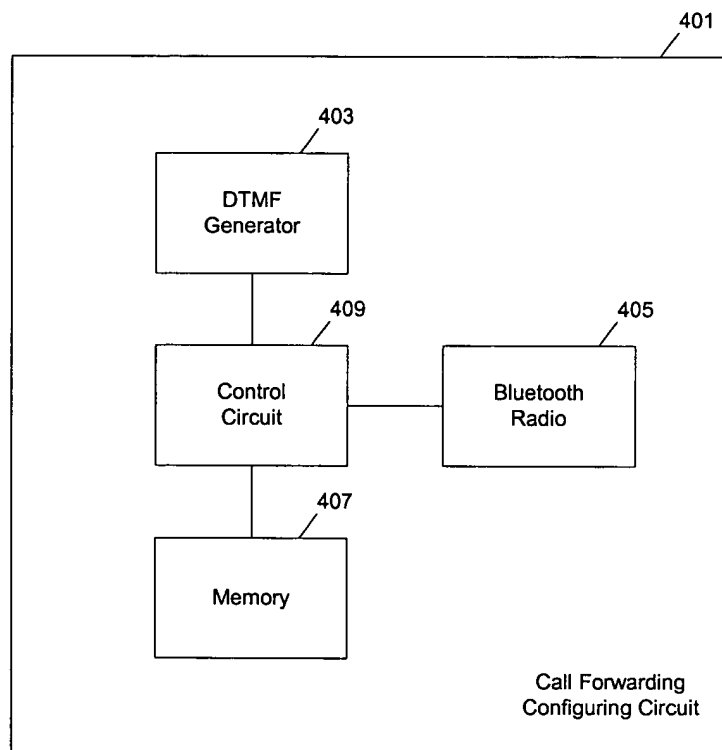 401
403
DTMF
Generator
409
405
Control
Circuit
Bluetooth
Radio
407
Memory
Call Forwarding
Configuring Circuit